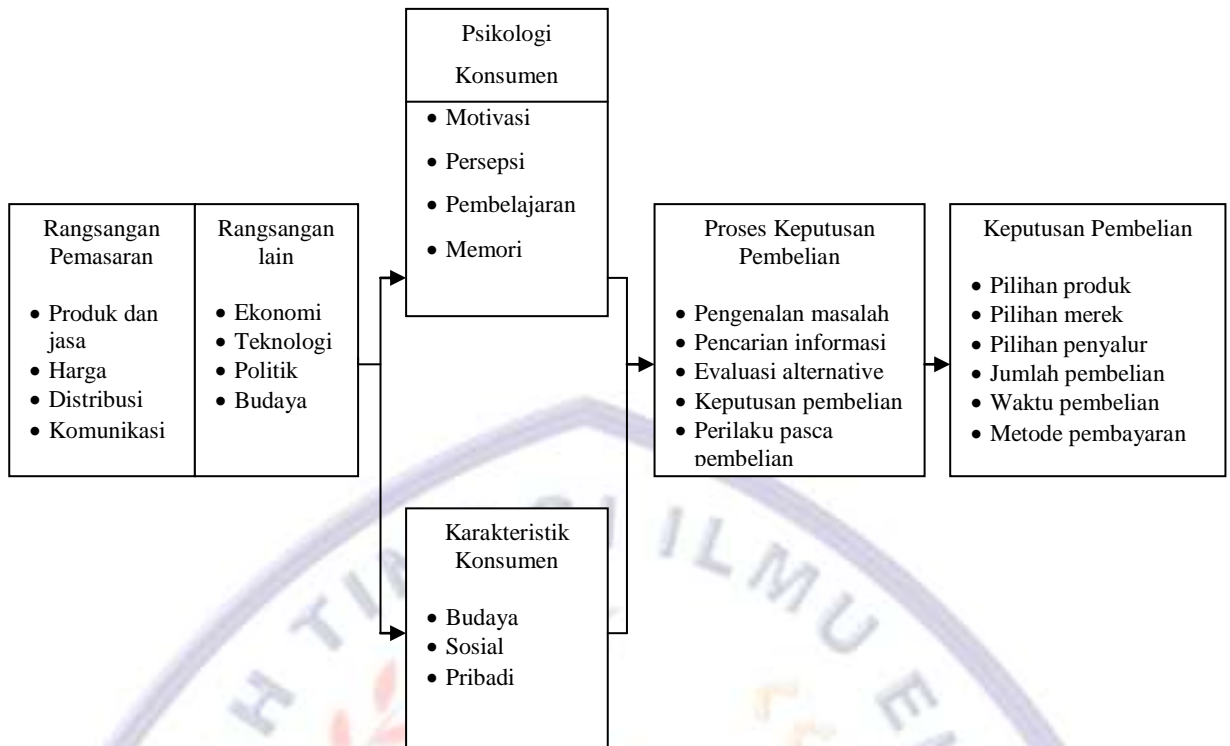 Psikologi
Konsumen
• Motivasi
• Persepsi
• Pembelajaran
• Memori
Rangsangan
Pemasaran
• Produk dan
jasa
• Harga
• Distribusi
• Komunikasi
Rangsangan
lain
• Ekonomi
• Teknologi
• Politik
• Budaya
Karakteristik
Konsumen
• Budaya
• Sosial
• Pribadi
Proses Keputusan
Pembelian
• Pengenalan masalah
• Pencarian informasi
• Evaluasi alternative
• Keputusan pembelian
• Perilaku pasca
pembelian
Keputusan Pembelian
• Pilihan produk
• Pilihan merek
• Pilihan penyalur
• Jumlah pembelian
• Waktu pembelian
• Metode pembayaran
ILMU